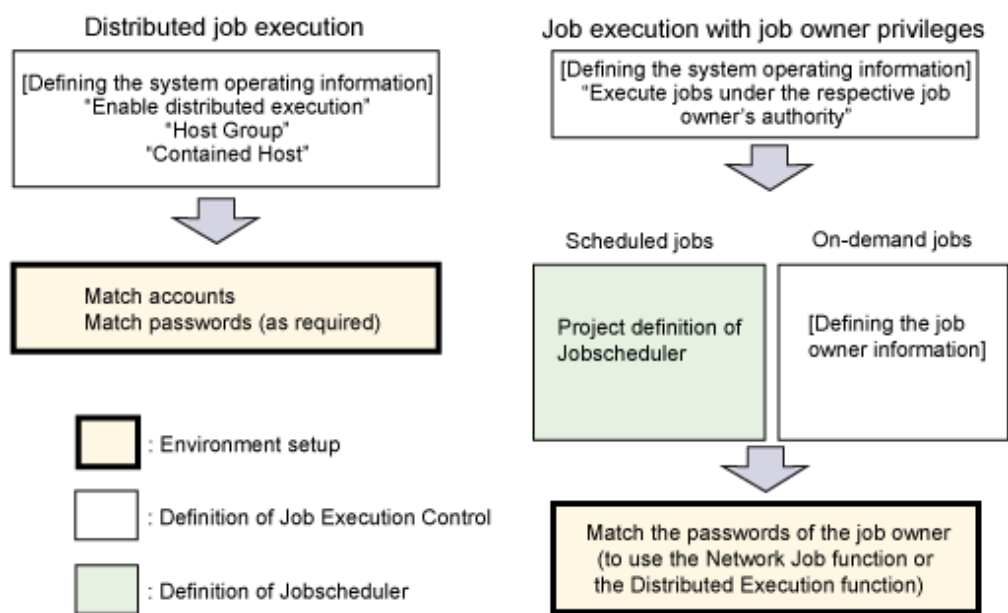 Distributed job execution
[Defining the system operating information]
"Enable distributed execution"
"Host Group"
"Contained Host"
Match accounts
Match passwords (as required)
: Environment setup
: Definition of Job Execution Control
: Definition of Jobscheduler
Job execution with job owner privileges
[Defining the system operating information]
"Execute jobs under the respective job
owner's authority"
Scheduled jobs
On-demand jobs
Project definition of
Jobscheduler
[Defining the job
owner information]
Match the passwords of the job owner
(to use the Network Job function or
the Distributed Execution function)